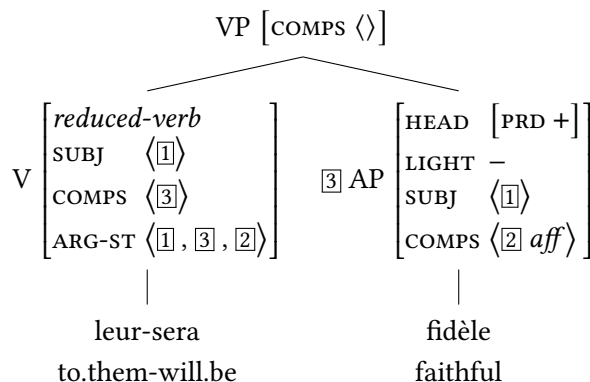 VP [COMPS ⟨⟩]
V [reduced-verb
SUBJ ⟨[1]⟩
COMPS ⟨[3]⟩
ARG-ST ⟨[1] , [3] , [2]⟩]
[3] AP [HEAD [PRD +]
LIGHT −
SUBJ ⟨[1]⟩
COMPS ⟨[2] aff⟩]
leur-sera
to.them-will.be
fidèle
faithful